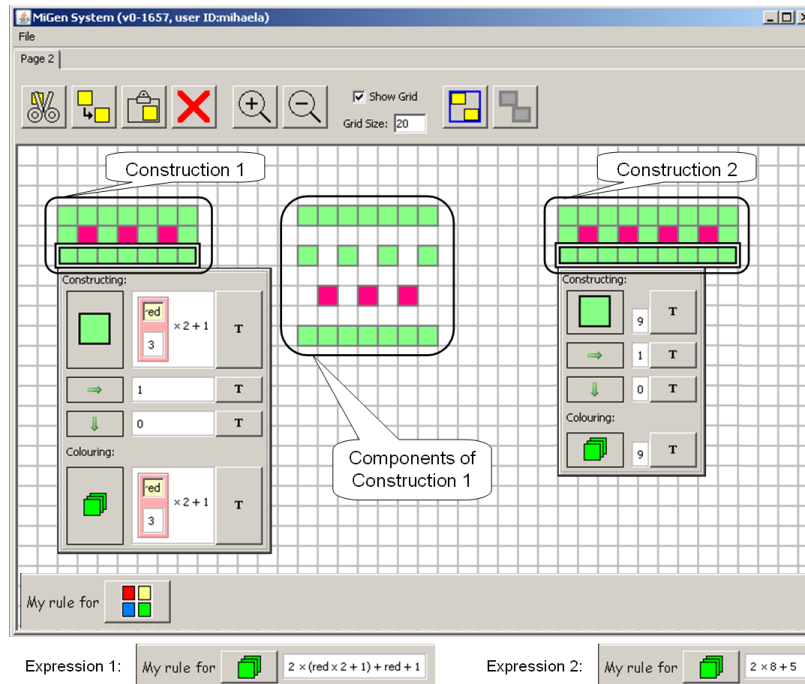 MiGen System (v0-1657, user ID:mihaela)
File
Page 2
Show Grid
Grid Size: 20
Construction 1
Construction 2
Constructing:
red
3
× 2 + 1
T
1
T
0
T
Colouring:
red
3
× 2 + 1
T
Components of
Construction 1
Constructing:
9
T
1
T
0
T
Colouring:
9
T
My rule for
Expression 1: My rule for 2 × (red x 2 + 1) + red + 1
Expression 2: My rule for 2 × 8 + 5